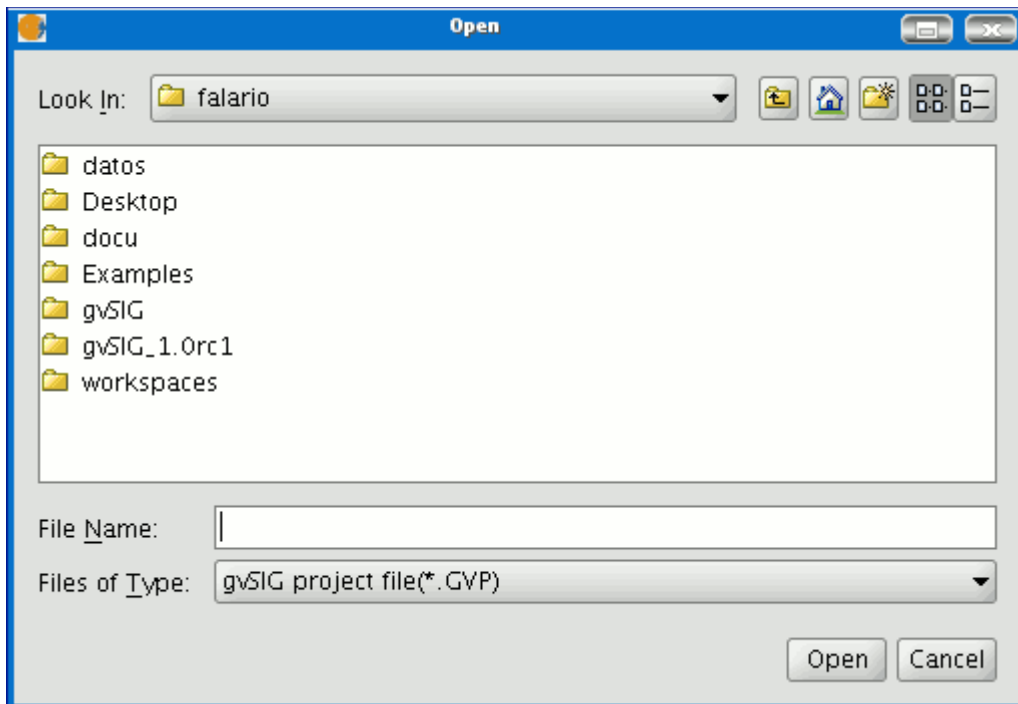 Open
Look In: falario
datos
Desktop
docu
Examples
gvSIG
gvSIG_1.0rc1
workspaces
File Name:
Files of Type: gvSIG project file(*.GVP)
Open Cancel